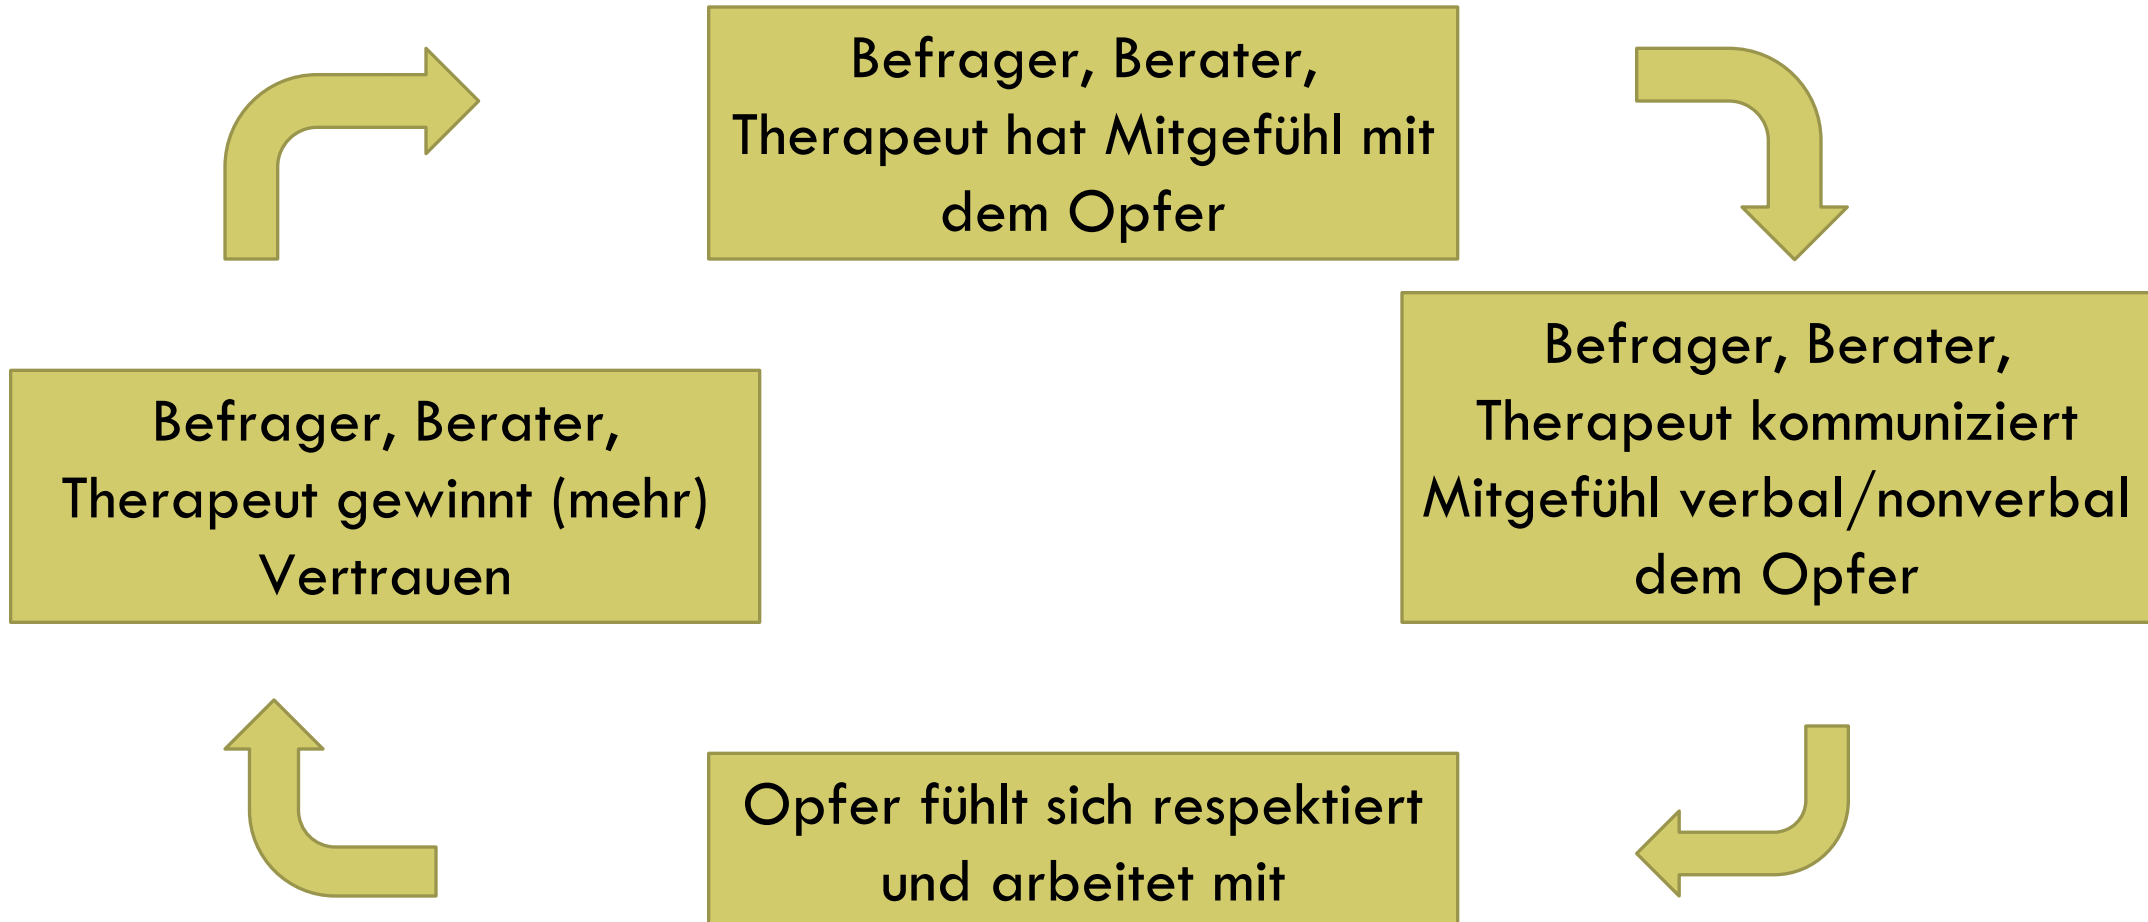 Befrager, Berater,
Therapeut hat Mitgefühl mit
dem Opfer
Befrager, Berater,
Therapeut kommuniziert
Mitgefühl verbal/nonverbal
dem Opfer
Opfer fühlt sich respektiert
und arbeitet mit
Befrager, Berater,
Therapeut gewinnt (mehr)
Vertrauen